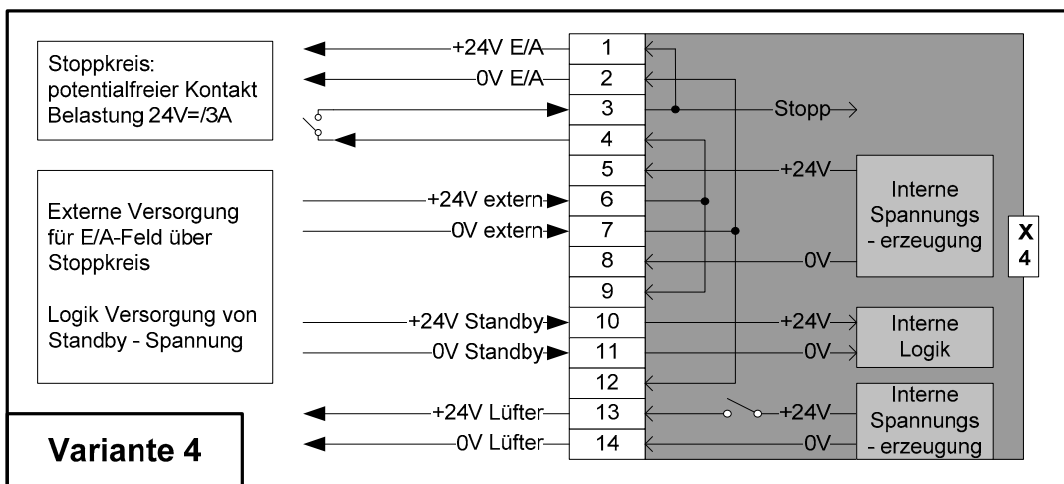 Stoppkreis:
potentialfreier Kontakt
Belastung 24V=/3A
Externe Versorgung
für E/A-Feld über
Stoppkreis
Logik Versorgung von
Standby - Spannung
Variante 4
+24V E/A
0V E/A
+24V extern
0V extern
+24V Standby
0V Standby
+24V Lüfter
0V Lüfter
1
2
3
4
5
6
7
8
9
10
11
12
13
14
Stopp
+24V
0V
+24V
0V
+24V
0V
Interne
Spannungs
- erzeugung
Interne
Logik
Interne
Spannungs
- erzeugung
X
4